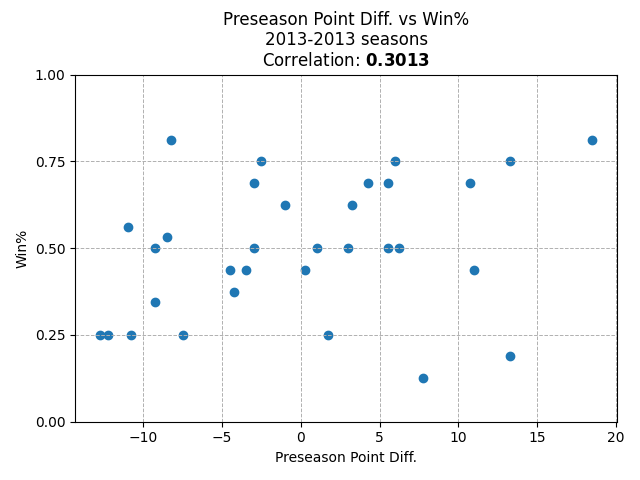 Preseason Point Diff. vs Win%
2013-2013 seasons
Correlation: 0.3013
1.00
0.75
0.50
0.25
0.00
Win%
−10
−5
0
5
10
15
20
Preseason Point Diff.